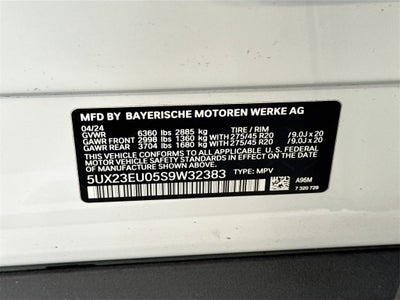 MFD BY BAYERISCHE MOTOREN WERKE AG
04/24
GVWR 6360 lbs 2885 kg TIRE / RIM
GAWR FRONT 2998 lbs 1360 kg 275/45 R20 / 9.0J x 20
GAWR REAR 3704 lbs 1680 kg 275/45 R20 / 9.0J x 20
THIS VEHICLE CONFORMS TO ALL APPLICABLE FEDERAL MOTOR VEHICLE
SAFETY STANDARDS IN EFFECT ON THE DATE OF MANUFACTURE SHOWN ABOVE.
5UX23EU05S9W32383 TYPE: MPV A96M
7 320 729